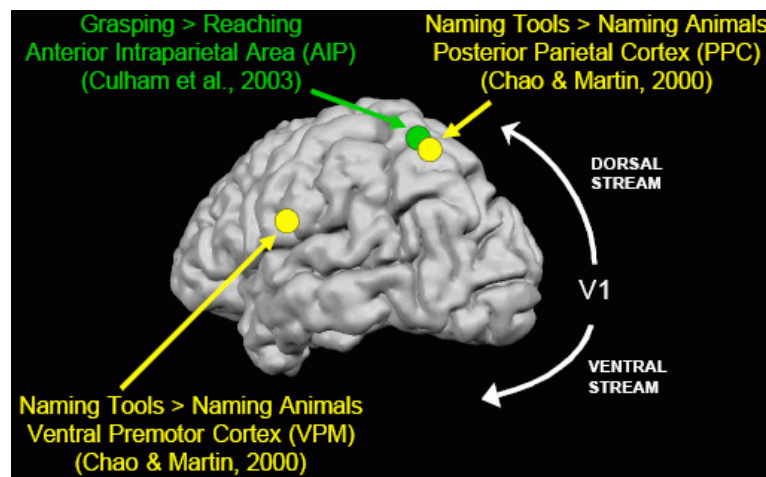 Grasping > Reaching
Anterior Intraparietal Area (AIP)
(Culham et al., 2003)
Naming Tools > Naming Animals
Posterior Parietal Cortex (PPC)
(Chao & Martin, 2000)
DORSAL
STREAM
V1
VENTRAL
STREAM
Naming Tools > Naming Animals
Ventral Premotor Cortex (VPM)
(Chao & Martin, 2000)